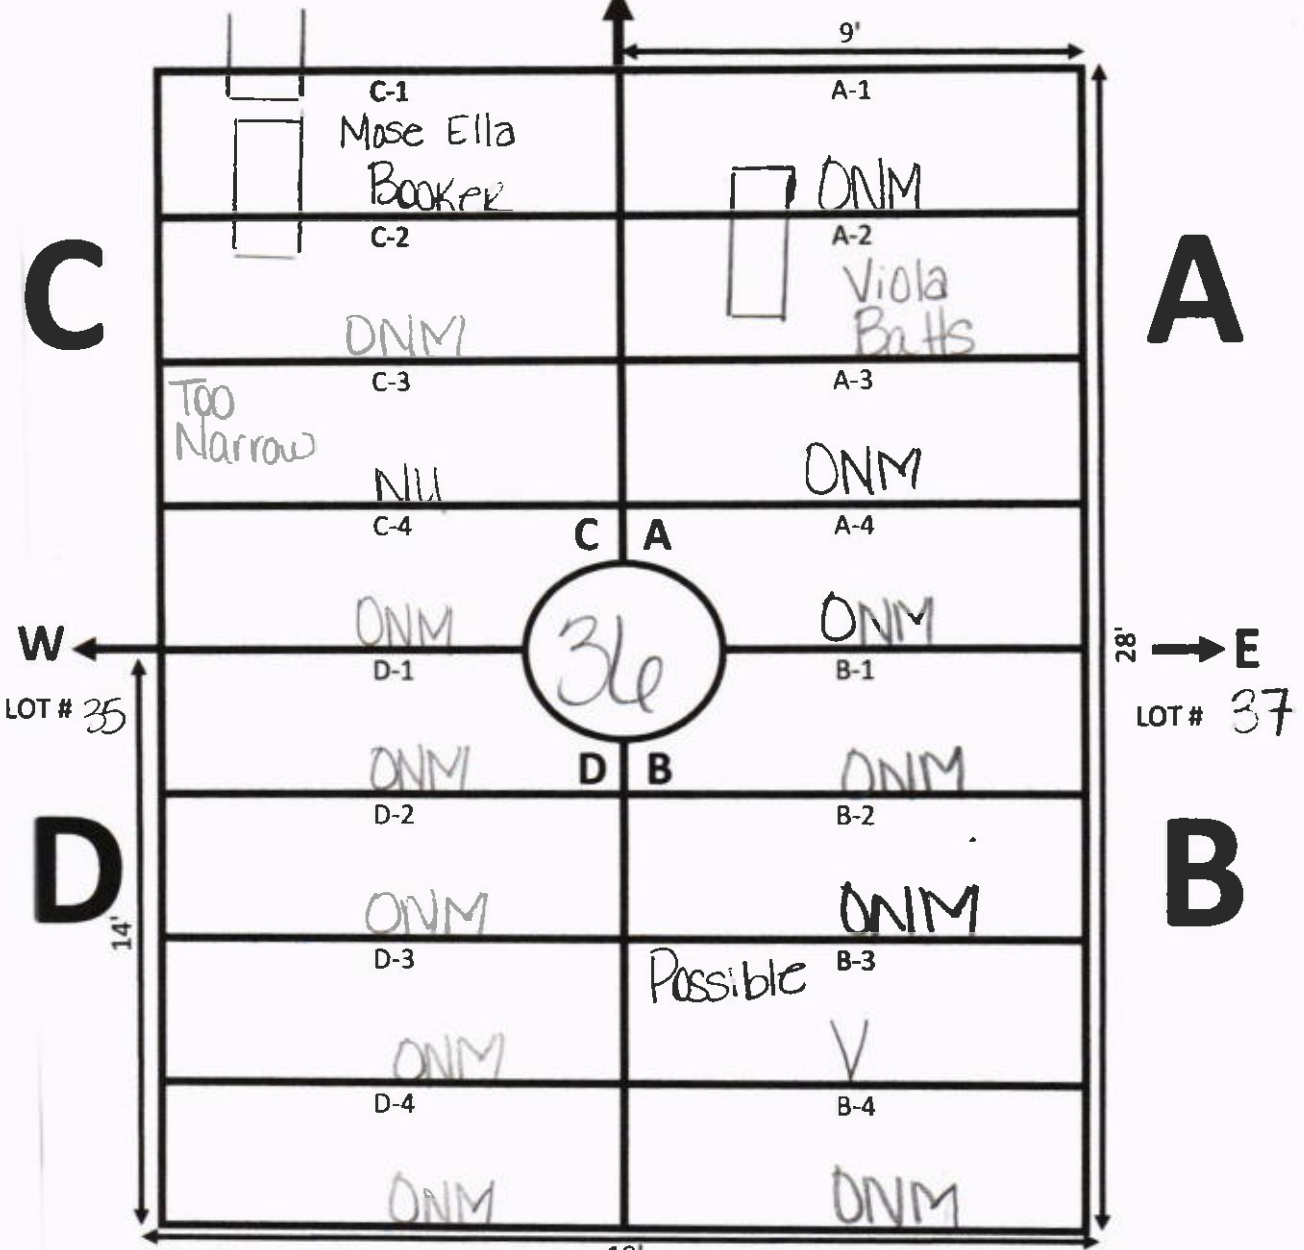 9'
C-1
A-1
Mose Ella
Booker
ONM
C
C-2
A-2
A
Viola
Batts
ONM
C-3
A-3
Too
Narrow
NU
ONM
C-4
C A
A-4
ONM
ONM
W
36
28'
E
D-1
B-1
LOT # 35
LOT # 37
ONM
D B
ONM
D-2
B-2
D
B
14'
ONM
ONM
D-3
Possible B-3
ONM
V
D-4
B-4
ONM
ONM